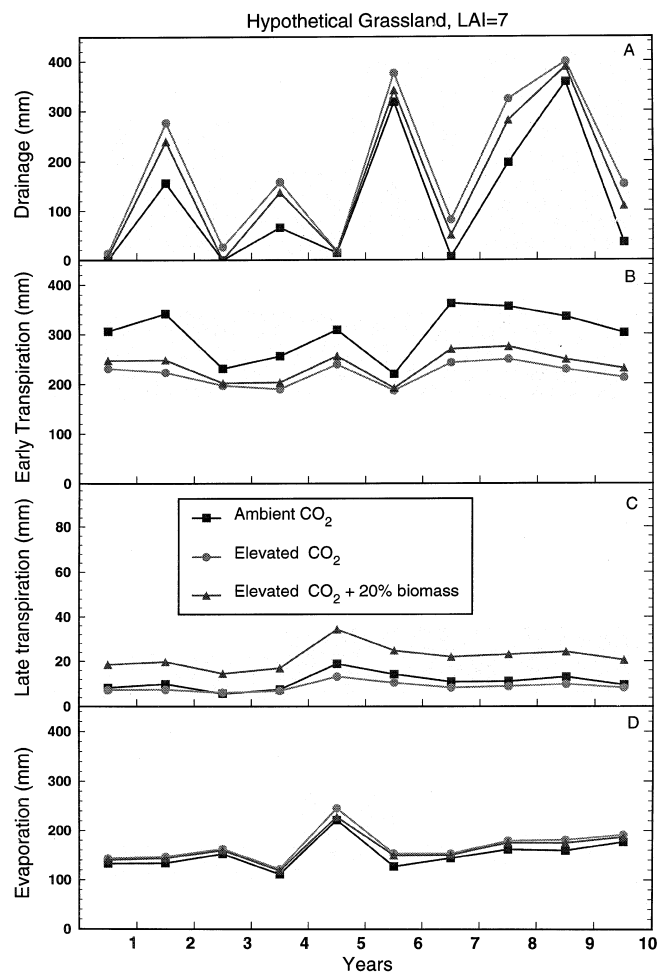 Hypothetical Grassland, LAI=7
A
Drainage (mm)
400
300
200
100
0
B
Early Transpiration (mm)
400
300
200
100
0
C
Late transpiration (mm)
80
60
40
20
0
Ambient CO2
Elevated CO2
Elevated CO2 + 20% biomass
D
Evaporation (mm)
400
300
200
100
0
1 2 3 4 5 6 7 8 9 10
Years